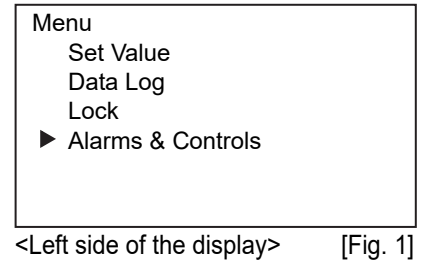 Menu
Set Value
Data Log
Lock
▶ Alarms & Controls
<Left side of the display> [Fig. 1]